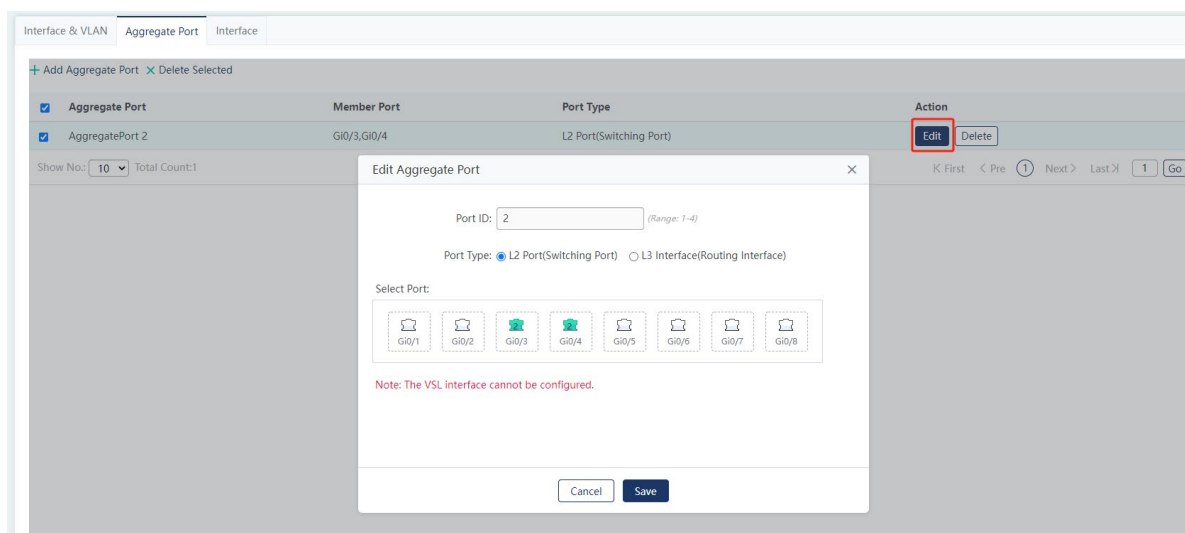 Interface & VLAN Aggregate Port Interface
+ Add Aggregate Port × Delete Selected
Aggregate Port Member Port Port Type Action
AggregatePort 2 Gi0/3,Gi0/4 L2 Port(Switching Port) Edit Delete
Show No.: 10 Total Count:1 First < Pre 1 Next > Last 1 Go
Edit Aggregate Port ×
Port ID: 2 (Range: 1-4)
Port Type: L2 Port(Switching Port) L3 Interface(Routing Interface)
Select Port:
2 2
Gi0/1 Gi0/2 Gi0/3 Gi0/4 Gi0/5 Gi0/6 Gi0/7 Gi0/8
Note: The VSL interface cannot be configured.
Cancel Save